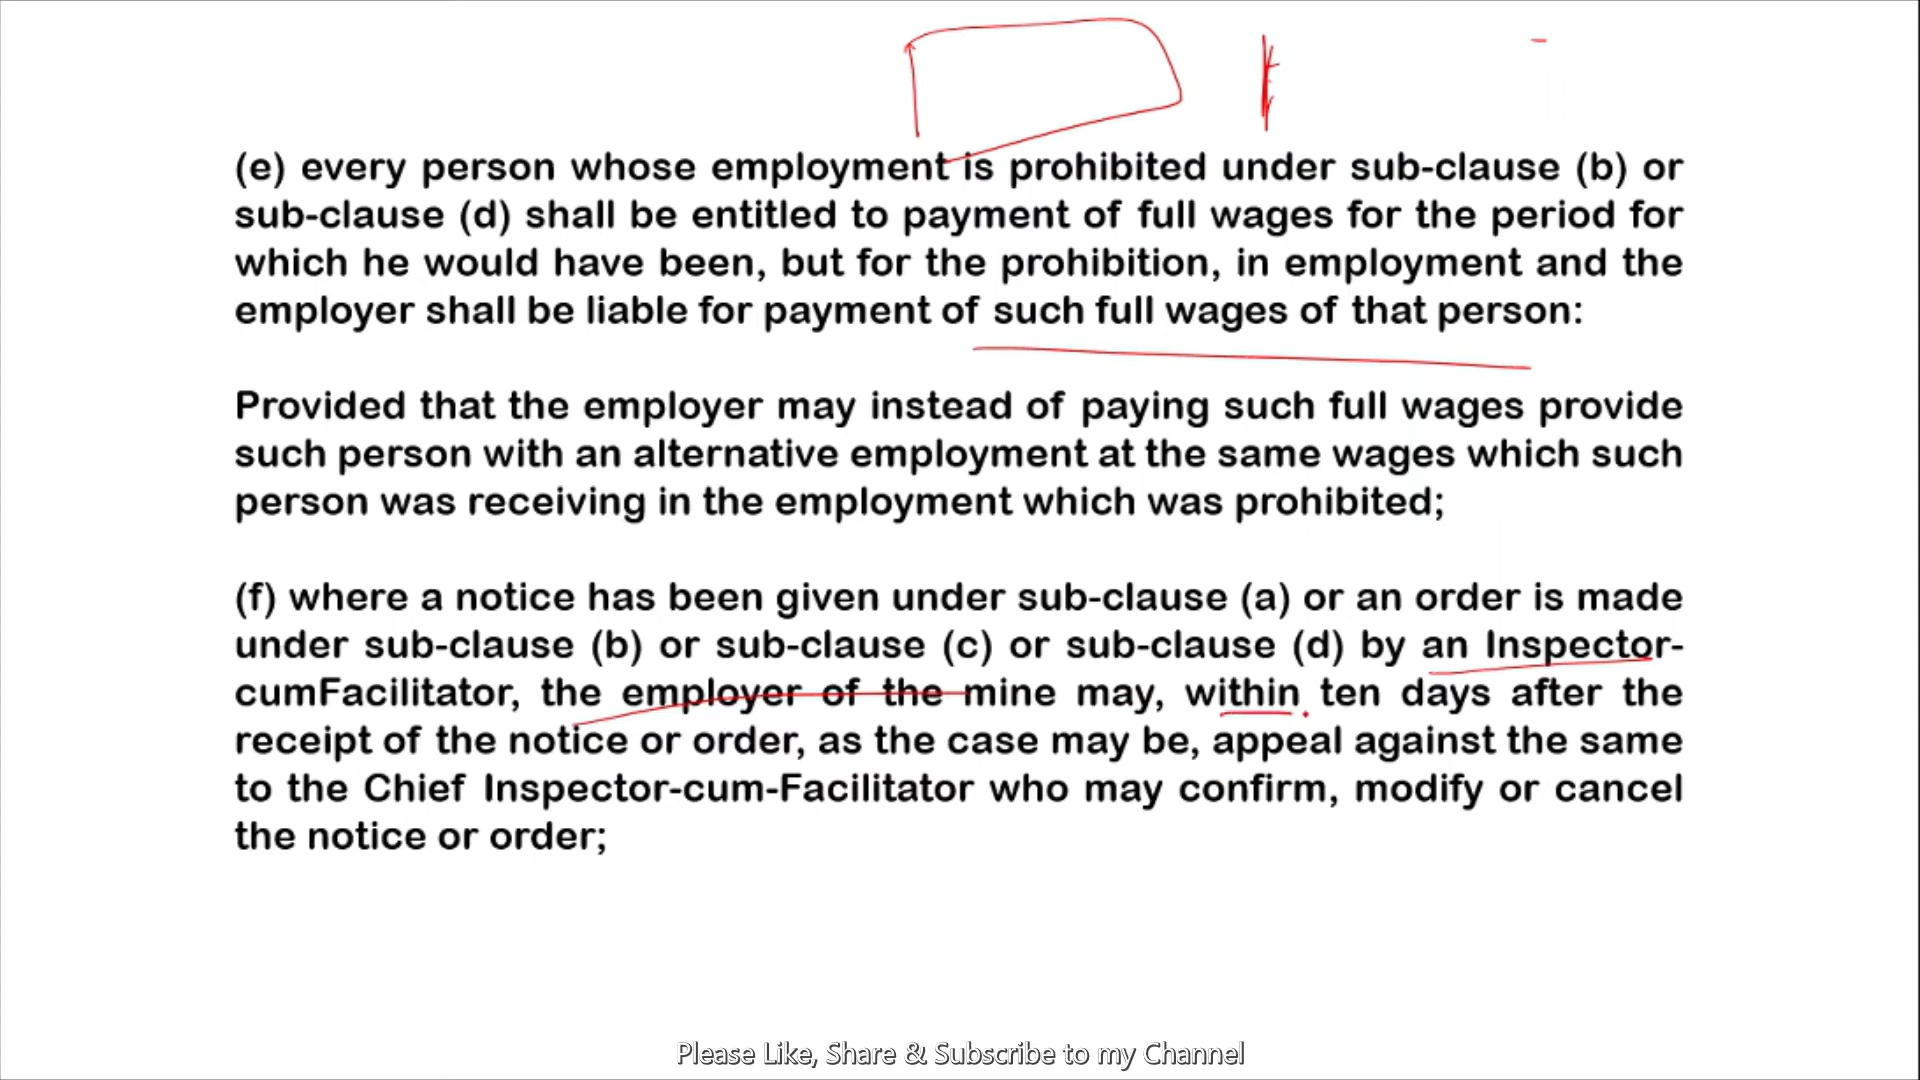 (e) every person whose employment is prohibited under sub-clause (b) or
sub-clause (d) shall be entitled to payment of full wages for the period for
which he would have been, but for the prohibition, in employment and the
employer shall be liable for payment of such full wages of that person:
Provided that the employer may instead of paying such full wages provide
such person with an alternative employment at the same wages which such
person was receiving in the employment which was prohibited;
(f) where a notice has been given under sub-clause (a) or an order is made
under sub-clause (b) or sub-clause (c) or sub-clause (d) by an Inspector-
cumFacilitator, the employer of the mine may, within ten days after the
receipt of the notice or order, as the case may be, appeal against the same
to the Chief Inspector-cum-Facilitator who may confirm, modify or cancel
the notice or order;
Please Like, Share & Subscribe to my Channel